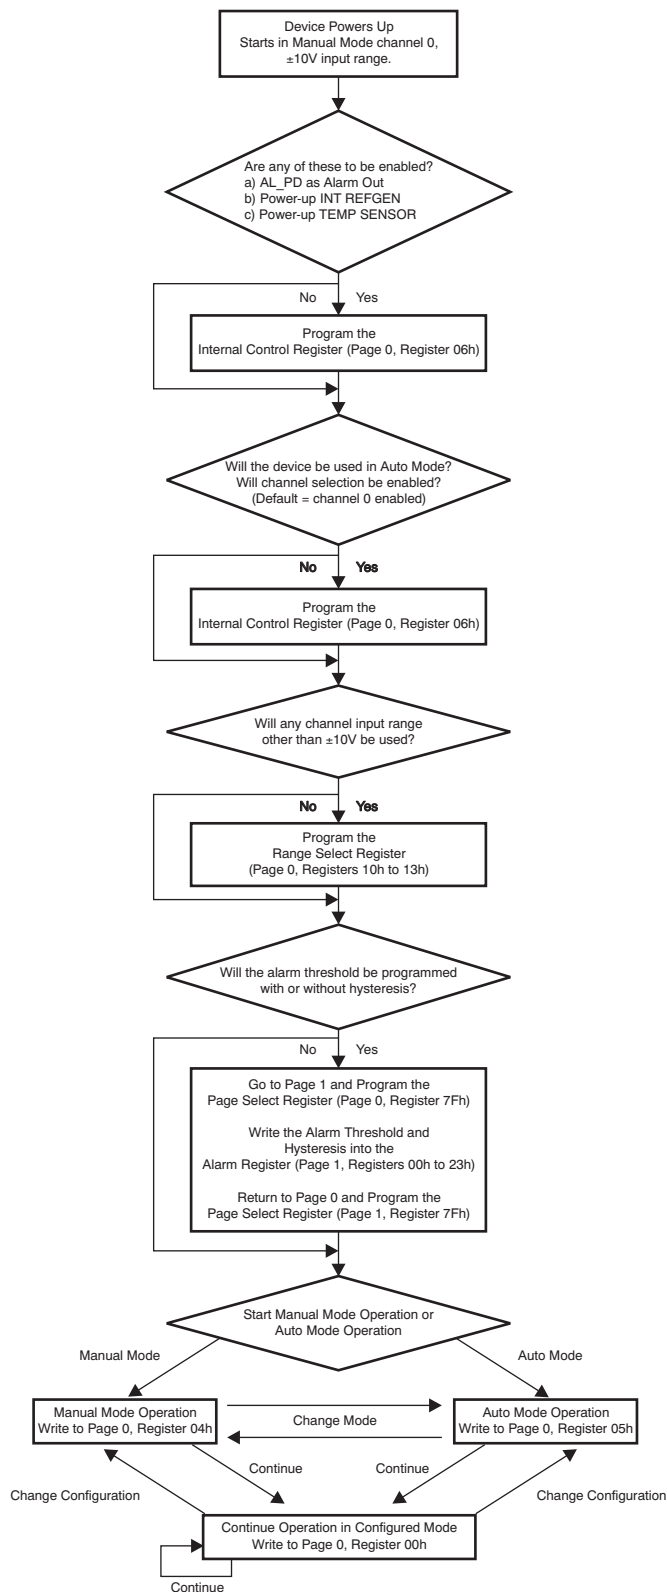 Device Powers Up
Starts in Manual Mode channel 0,
±10V input range.
Are any of these to be enabled?
a) AL_PD as Alarm Out
b) Power-up INT REFGEN
c) Power-up TEMP SENSOR
No
Yes
Program the
Internal Control Register (Page 0, Register 06h)
Will the device be used in Auto Mode?
Will channel selection be enabled?
(Default = channel 0 enabled)
No
Yes
Program the
Internal Control Register (Page 0, Register 06h)
Will any channel input range
other than ±10V be used?
No
Yes
Program the
Range Select Register
(Page 0, Registers 10h to 13h)
Will the alarm threshold be programmed
with or without hysteresis?
No
Yes
Go to Page 1 and Program the
Page Select Register (Page 0, Register 7Fh)
Write the Alarm Threshold and
Hysteresis into the
Alarm Register (Page 1, Registers 00h to 23h)
Return to Page 0 and Program the
Page Select Register (Page 1, Register 7Fh)
Start Manual Mode Operation or
Auto Mode Operation
Manual Mode
Auto Mode
Manual Mode Operation
Write to Page 0, Register 04h
Change Mode
Auto Mode Operation
Write to Page 0, Register 05h
Continue
Continue
Change Configuration
Change Configuration
Continue Operation in Configured Mode
Write to Page 0, Register 00h
Continue